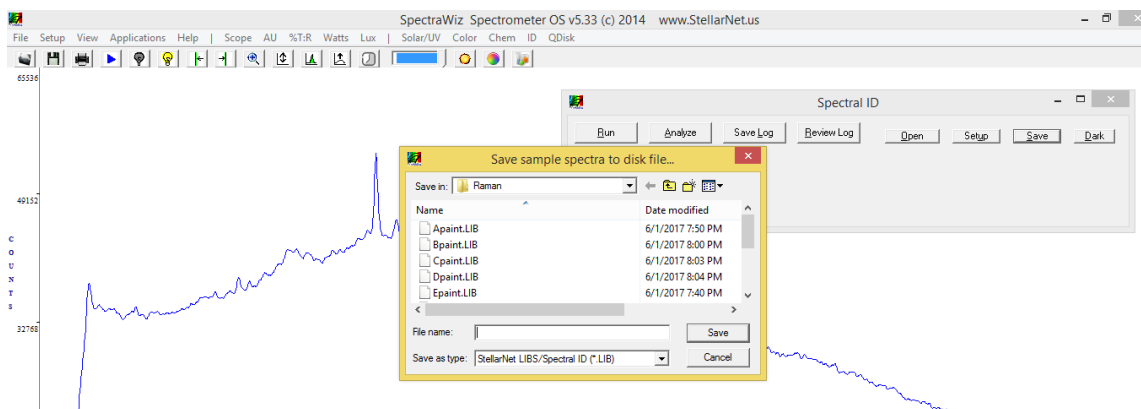 SpectraWiz Spectrometer OS v5.33 (c) 2014 www.StellarNet.us
File Setup View Applications Help | Scope AU %T:R Watts Lux | Solar/UV Color Chem ID QDisk
65536
49152
COUNTS
32768
Spectral ID
Run Analyze Save Log Review Log Open Setup Save Dark
Save sample spectra to disk file...
Save in: Raman
Name Date modified
Apaint.LIB 6/1/2017 7:50 PM
Bpaint.LIB 6/1/2017 8:00 PM
Cpaint.LIB 6/1/2017 8:03 PM
Dpaint.LIB 6/1/2017 8:04 PM
Epaint.LIB 6/1/2017 7:40 PM
File name: Save
Save as type: StellarNet LIBS/Spectral ID (*.LIB) Cancel